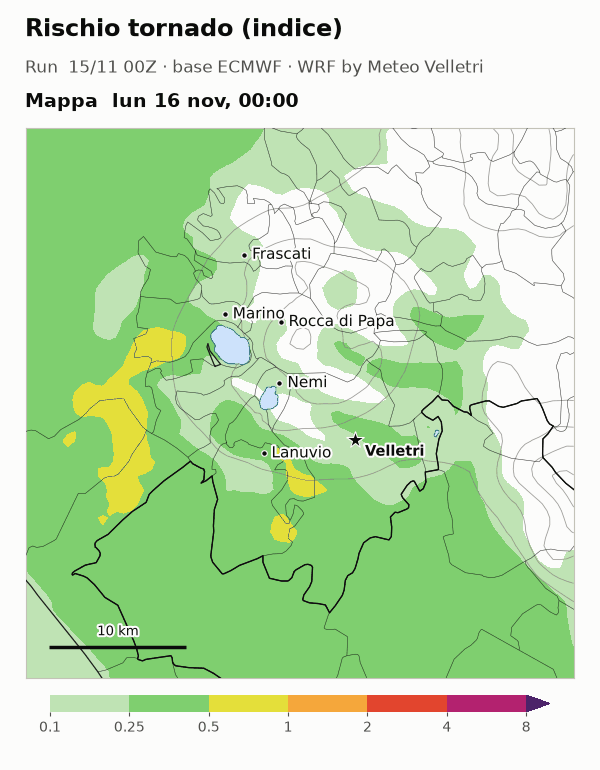 Rischio tornado (indice)
Run  15/11 00Z · base ECMWF · WRF by Meteo Velletri
Mappa  lun 16 nov, 00:00
Frascati
Marino
Rocca di Papa
Nemi
Velletri
Lanuvio
10 km
0.1 0.25 0.5 1 2 4 8